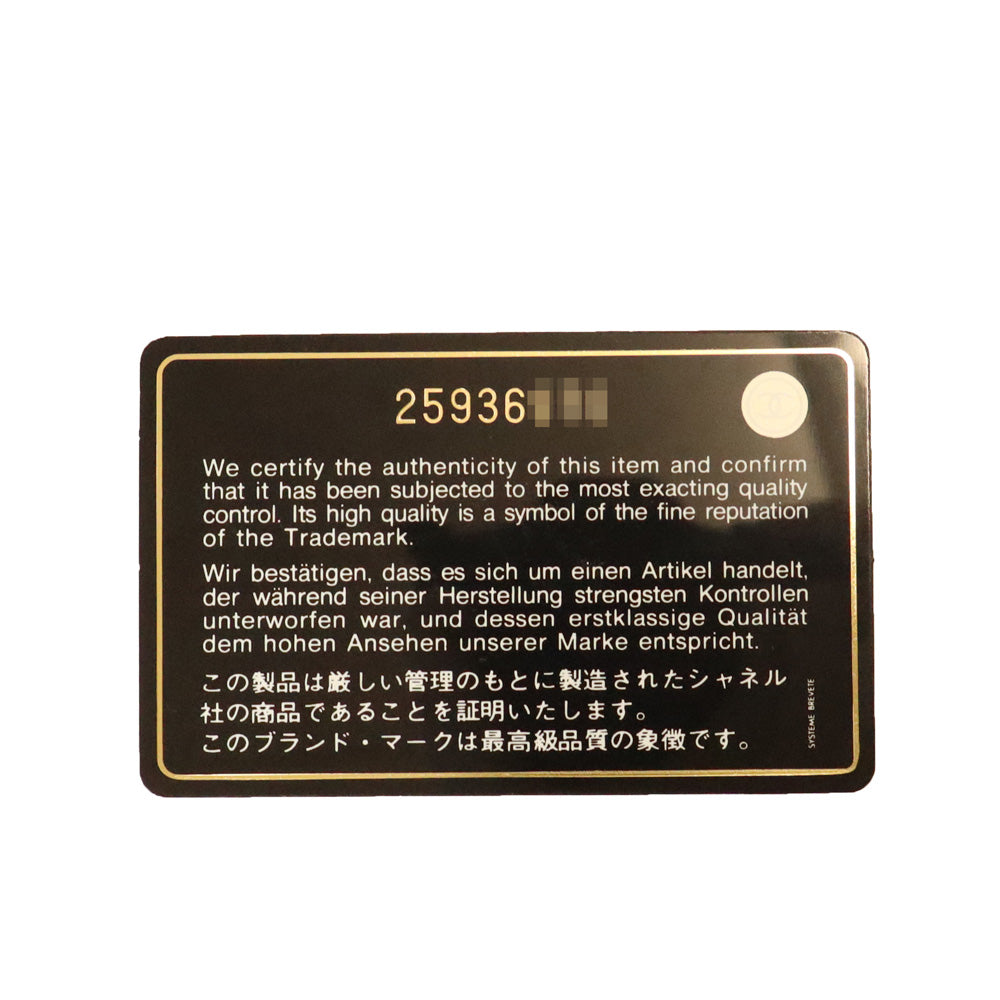 25936
We certify the authenticity of this item and confirm
that it has been subjected to the most exacting quality
control. Its high quality is a symbol of the fine reputation
of the Trademark.
Wir bestätigen, dass es sich um einen Artikel handelt,
der während seiner Herstellung strengsten Kontrollen
unterworfen war, und dessen erstklassige Qualität
dem hohen Ansehen unserer Marke entspricht.
この製品は厳しい管理のもとに製造されたシャネル
社の商品であることを証明いたします。
このブランド・マークは最高級品質の象徴です。
SYSTEME BREVETE